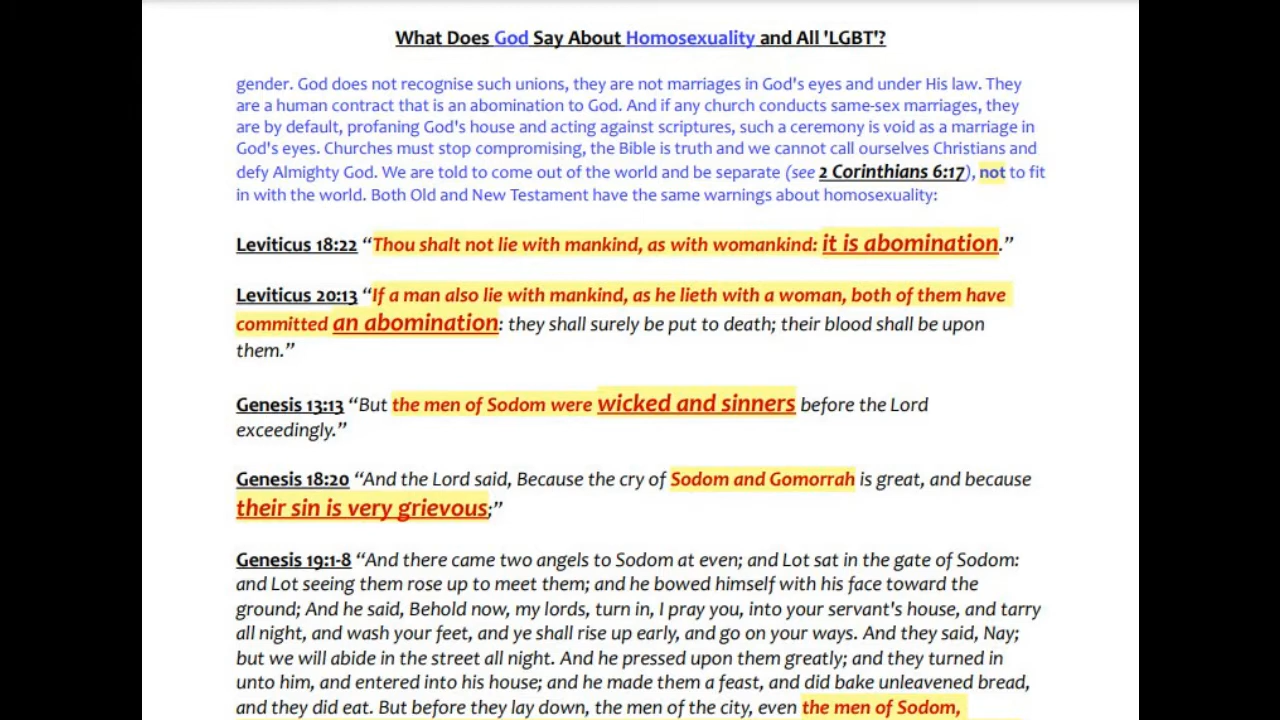 What Does God Say About Homosexuality and All 'LGBT'?
gender. God does not recognise such unions, they are not marriages in God's eyes and under His law. They
are a human contract that is an abomination to God. And if any church conducts same-sex marriages, they
are by default, profaning God's house and acting against scriptures, such a ceremony is void as a marriage in
God's eyes. Churches must stop compromising, the Bible is truth and we cannot call ourselves Christians and
defy Almighty God. We are told to come out of the world and be separate (see 2 Corinthians 6:17), not to fit
in with the world. Both Old and New Testament have the same warnings about homosexuality:
Leviticus 18:22 “Thou shalt not lie with mankind, as with womankind: it is abomination.”
Leviticus 20:13 “If a man also lie with mankind, as he lieth with a woman, both of them have
committed an abomination: they shall surely be put to death; their blood shall be upon
them.”
Genesis 13:13 “But the men of Sodom were wicked and sinners before the Lord
exceedingly.”
Genesis 18:20 “And the Lord said, Because the cry of Sodom and Gomorrah is great, and because
their sin is very grievous;”
Genesis 19:1-8 “And there came two angels to Sodom at even; and Lot sat in the gate of Sodom:
and Lot seeing them rose up to meet them; and he bowed himself with his face toward the
ground; And he said, Behold now, my lords, turn in, I pray you, into your servant's house, and tarry
all night, and wash your feet, and ye shall rise up early, and go on your ways. And they said, Nay;
but we will abide in the street all night. And he pressed upon them greatly; and they turned in
unto him, and entered into his house; and he made them a feast, and did bake unleavened bread,
and they did eat. But before they lay down, the men of the city, even the men of Sodom,